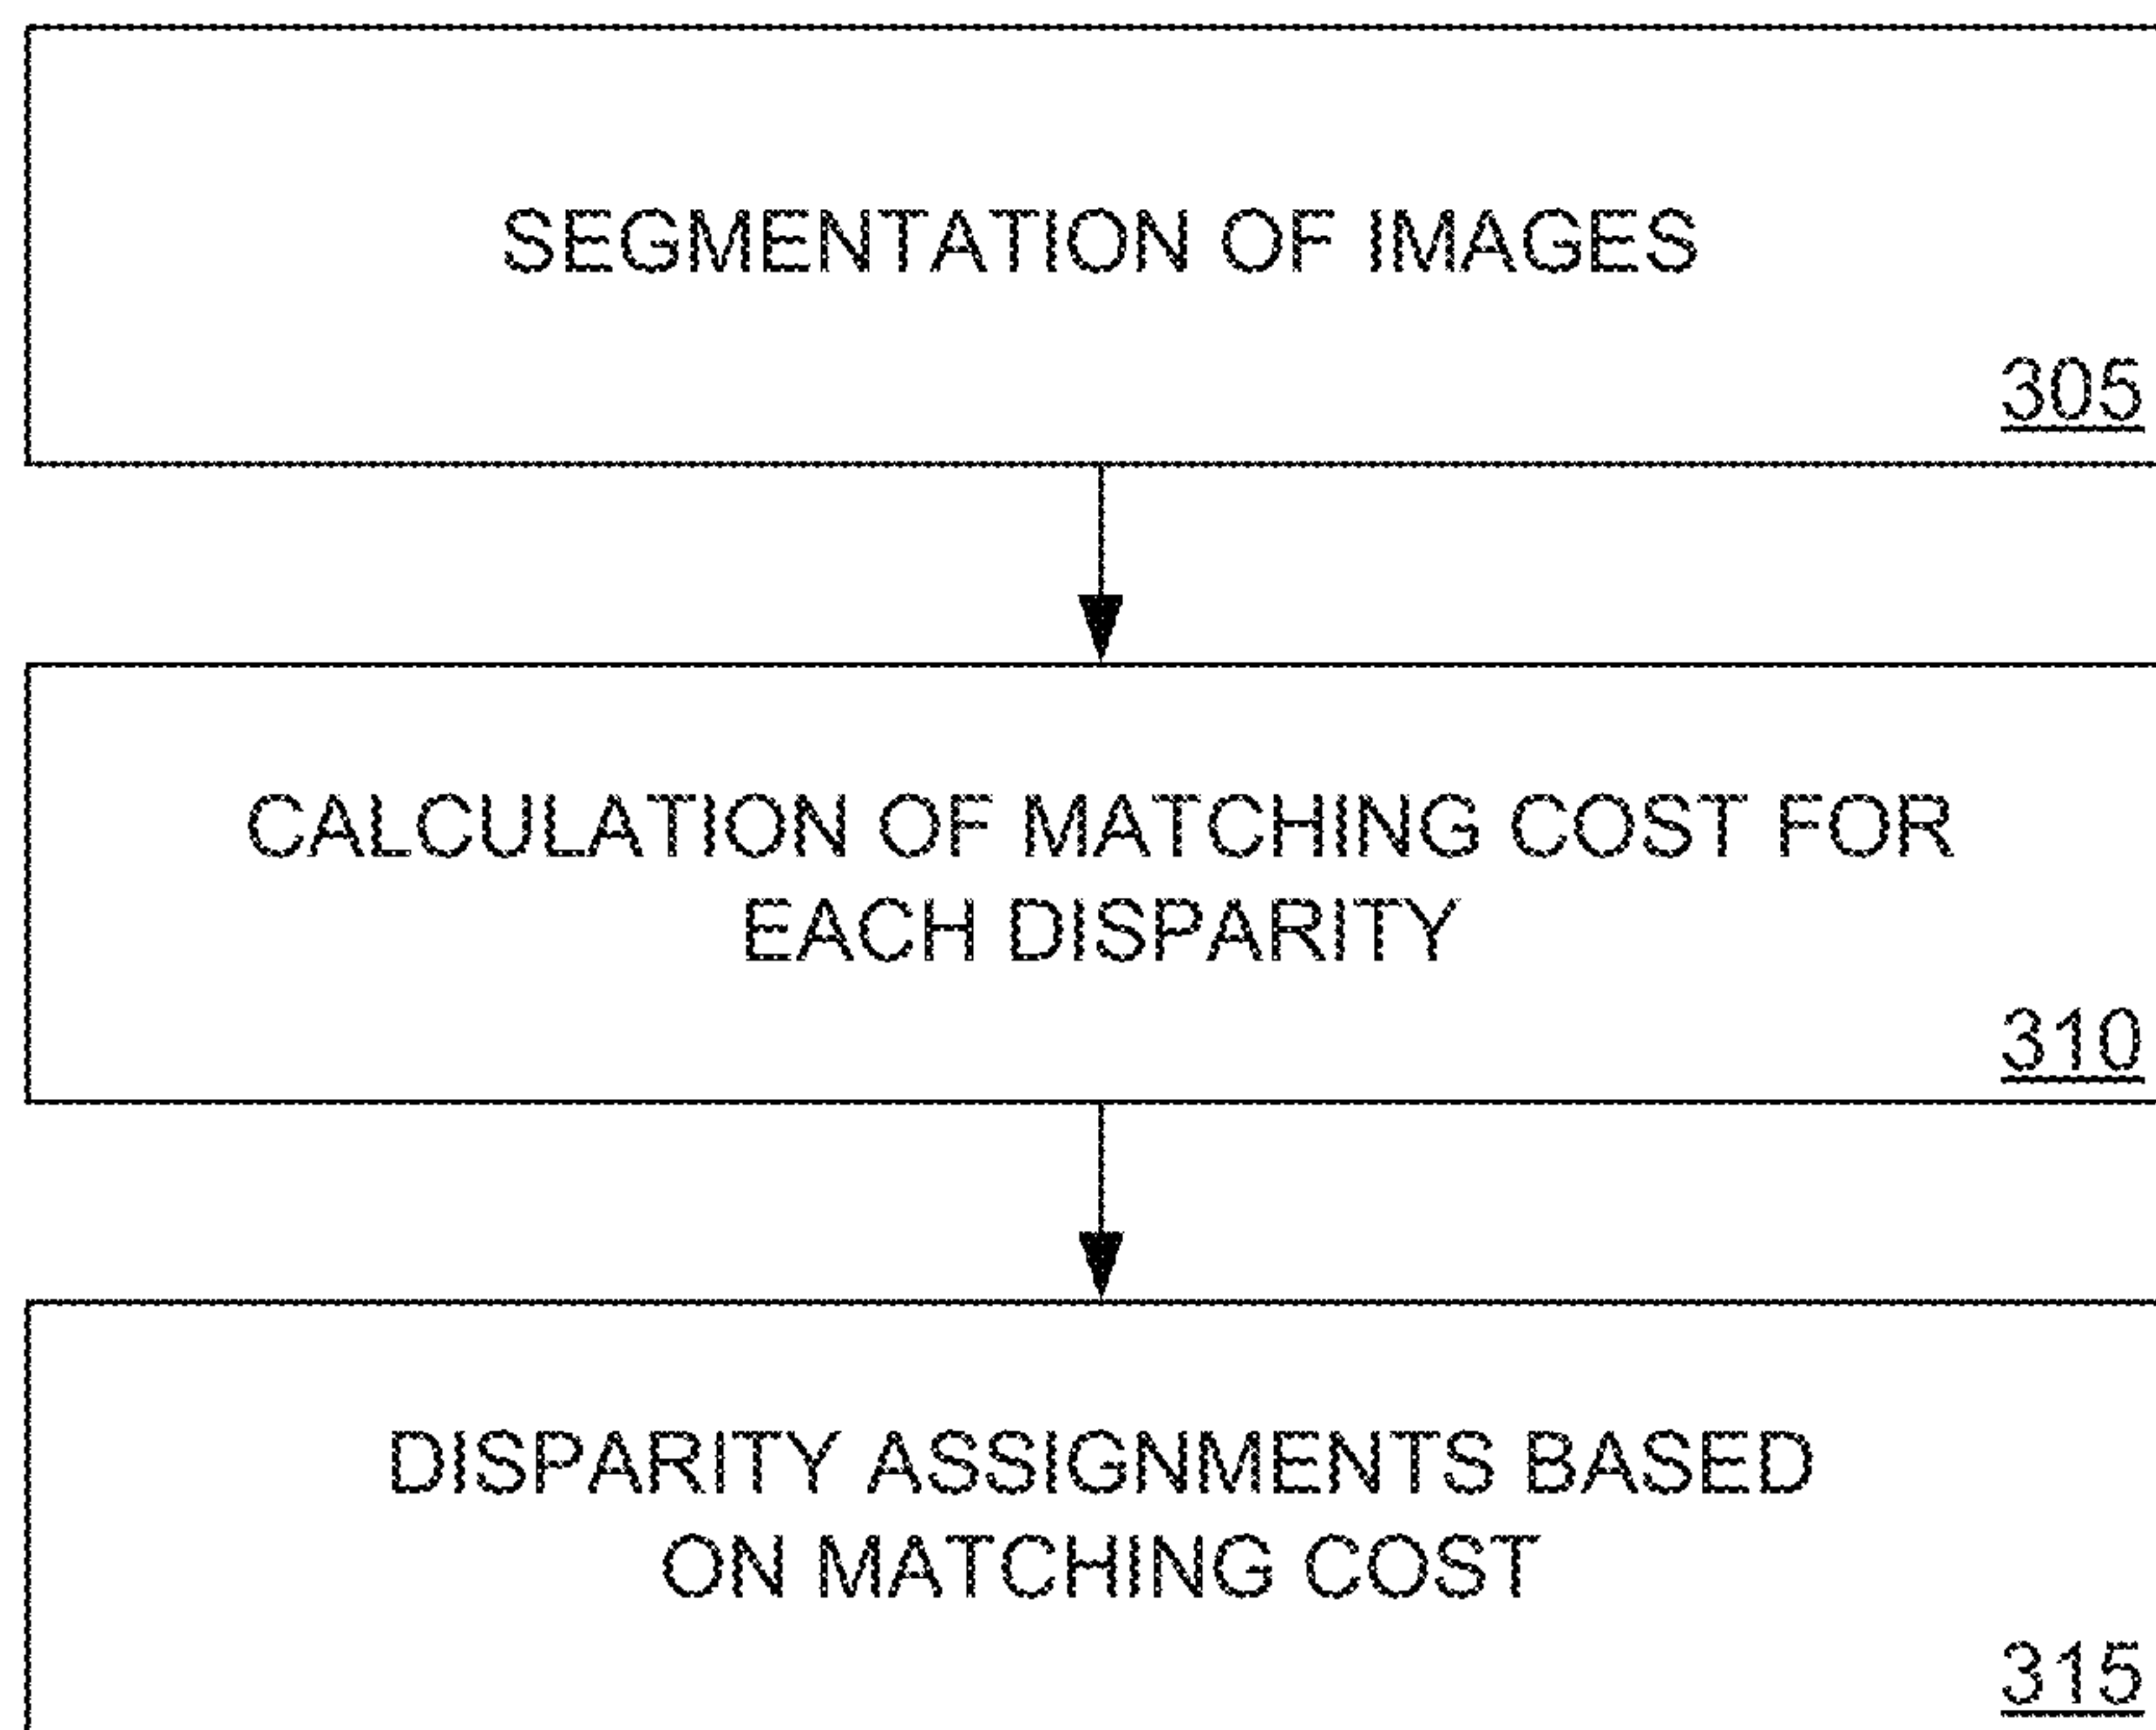 SEGMENTATION OF IMAGES
305
CALCULATION OF MATCHING COST FOR
EACH DISPARITY
310
DISPARITY ASSIGNMENTS BASED
ON MATCHING COST
315